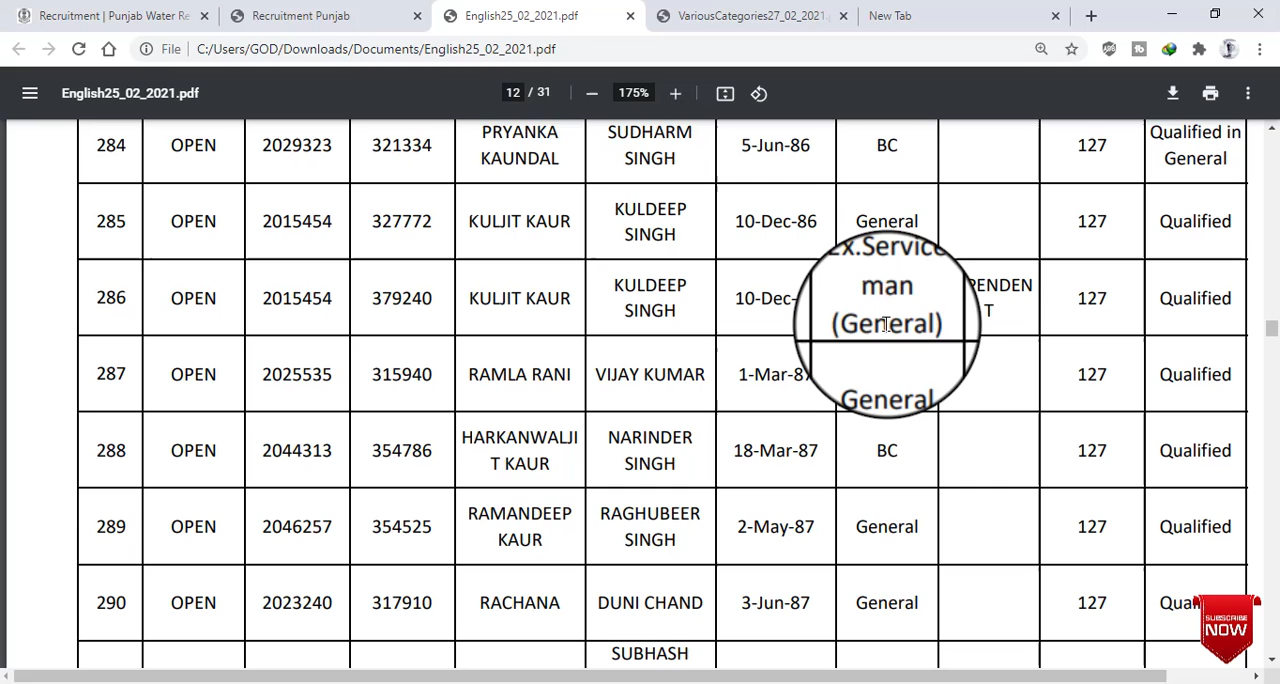 Recruitment | Punjab Water Re
Recruitment Punjab
English25_02_2021.pdf
VariousCategories27_02_2021.
New Tab
File C:/Users/GOD/Downloads/Documents/English25_02_2021.pdf
English25_02_2021.pdf
12 / 31
175%
284 OPEN 2029323 321334 PRYANKA KAUNDAL SUDHARM SINGH 5-Jun-86 BC 127 Qualified in General
285 OPEN 2015454 327772 KULJIT KAUR KULDEEP SINGH 10-Dec-86 General 127 Qualified
286 OPEN 2015454 379240 KULJIT KAUR KULDEEP SINGH 10-Dec- Ex.Service man (General) PENDEN T 127 Qualified
287 OPEN 2025535 315940 RAMLA RANI VIJAY KUMAR 1-Mar-87 General 127 Qualified
288 OPEN 2044313 354786 HARKANWALJI T KAUR NARINDER SINGH 18-Mar-87 BC 127 Qualified
289 OPEN 2046257 354525 RAMANDEEP KAUR RAGHUBEER SINGH 2-May-87 General 127 Qualified
290 OPEN 2023240 317910 RACHANA DUNI CHAND 3-Jun-87 General 127
SUBHASH
SUBSCRIBE
NOW